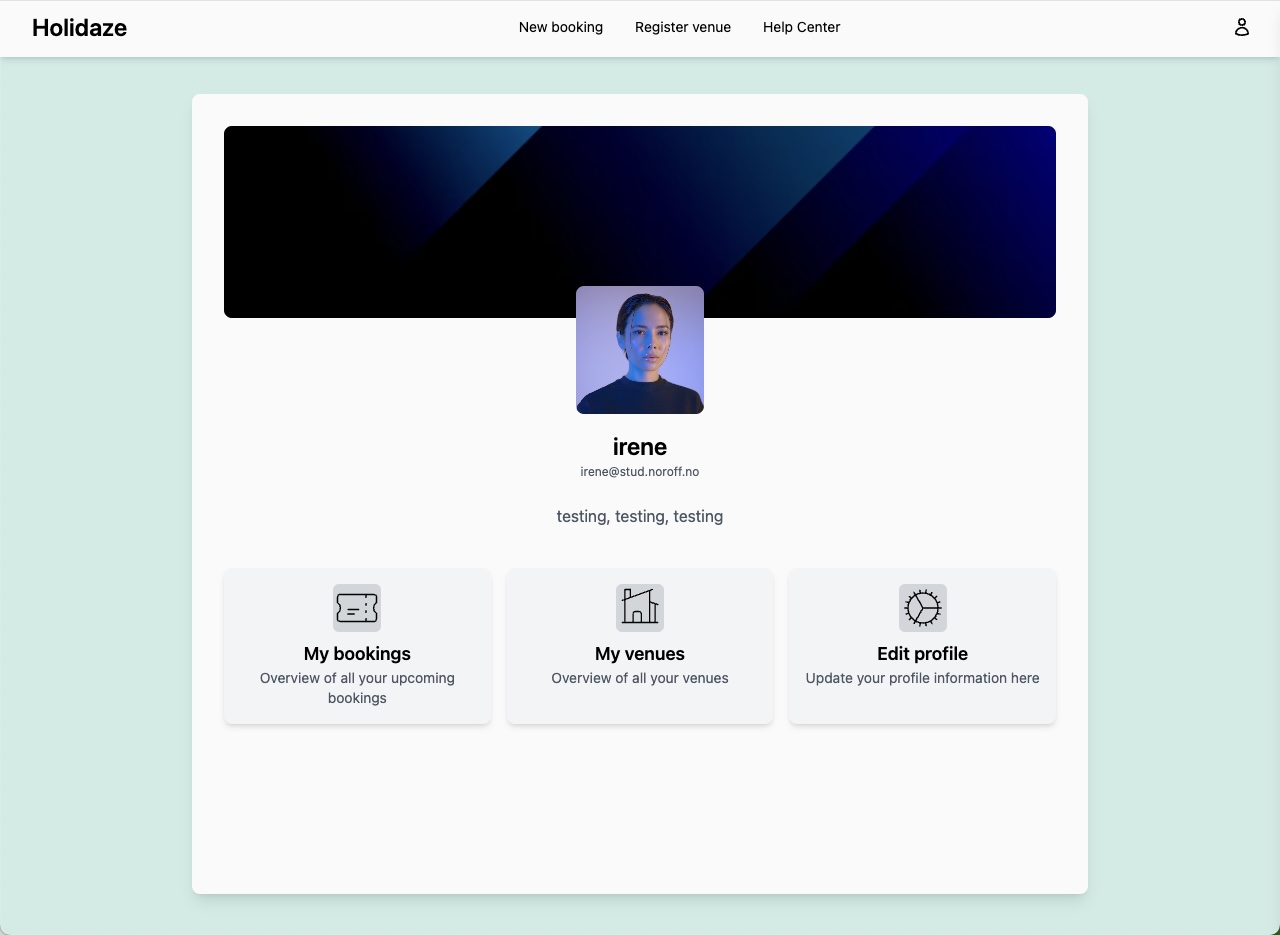 Holidaze
New booking
Register venue
Help Center
irene
irene@stud.noroff.no
testing, testing, testing
My bookings
Overview of all your upcoming
bookings
My venues
Overview of all your venues
Edit profile
Update your profile information here